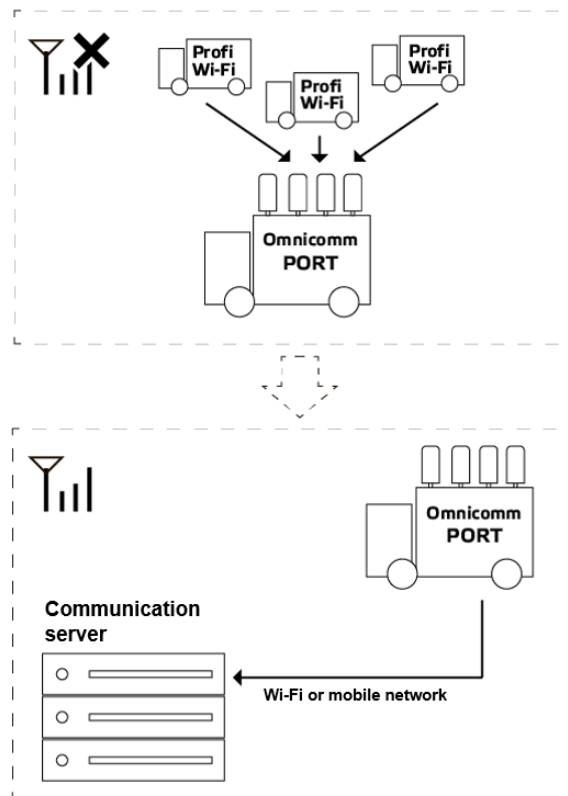 Profi
Wi-Fi
Profi
Wi-Fi
Profi
Wi-Fi
Omnicomm
PORT
Omnicomm
PORT
Communication
server
Wi-Fi or mobile network